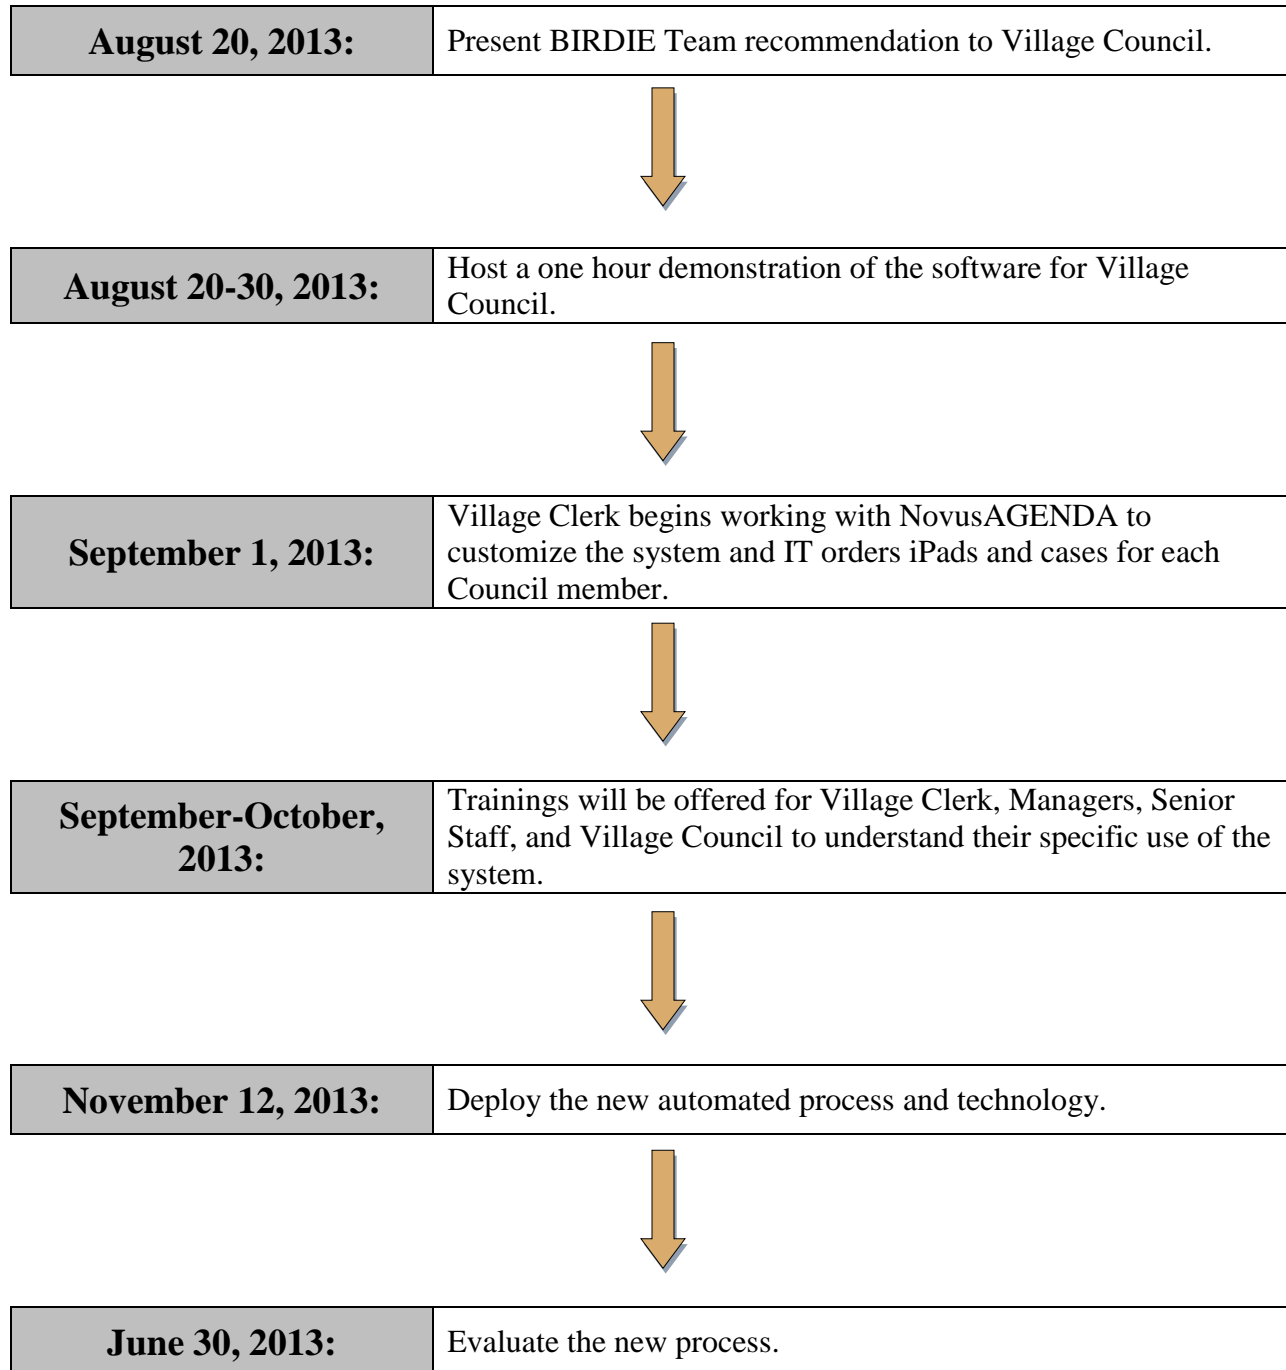 August 20, 2013:
Present BIRDIE Team recommendation to Village Council.
August 20-30, 2013:
Host a one hour demonstration of the software for Village
Council.
September 1, 2013:
Village Clerk begins working with NovusAGENDA to
customize the system and IT orders iPads and cases for each
Council member.
September-October,
2013:
Trainings will be offered for Village Clerk, Managers, Senior
Staff, and Village Council to understand their specific use of the
system.
November 12, 2013:
Deploy the new automated process and technology.
June 30, 2013:
Evaluate the new process.